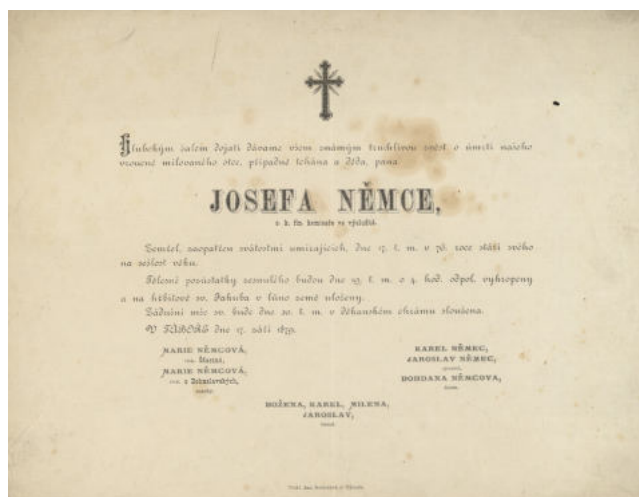 Hlubokým žalem dojati dáváme všem známým truchlivou zvěst o úmrtí našeho
vroucně milovaného otce, případně tchána a děda, pana
JOSEFA NĚMCE,
c. k. fin. komisaře ve výslužbě.
Zemřel, zaopatřen svátostmi umírajících, dne 17. t. m. v roce stáří svého
na sešlost věku.
Tělesné pozůstatky zesnulého budou dne 19. t. m. o 4. hod. odpol. vykropeny
a na hřbitově sv. Jakuba v lůno země uloženy.
Zádušní mše sv. bude dne 20. t. m. v děkanském chrámu sloužena.
V TÁBOŘE dne 17. září 1879.
MARIE NĚMCOVÁ,
MARIE NĚMCOVÁ,
KAREL NĚMEC,
JAROSLAV NĚMEC,
BOHDANA NĚMCOVA,
BOŽENA, KAREL, MILENA,
JAROSLAV,